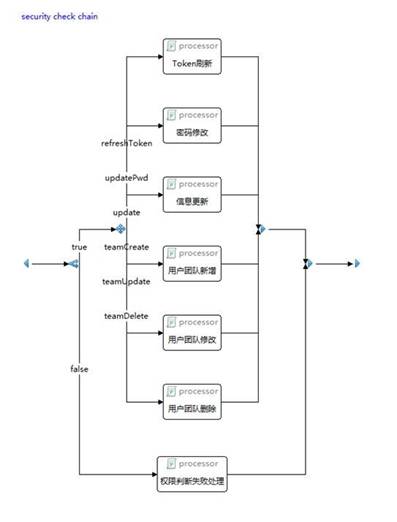 security check chain
processor
Token刷新
processor
密码修改
refreshToken
processor
信息更新
updatePwd
update
true
teamCreate
processor
用户团队新增
teamUpdate
teamDelete
processor
用户团队修改
false
processor
用户团队删除
processor
权限判断失败处理